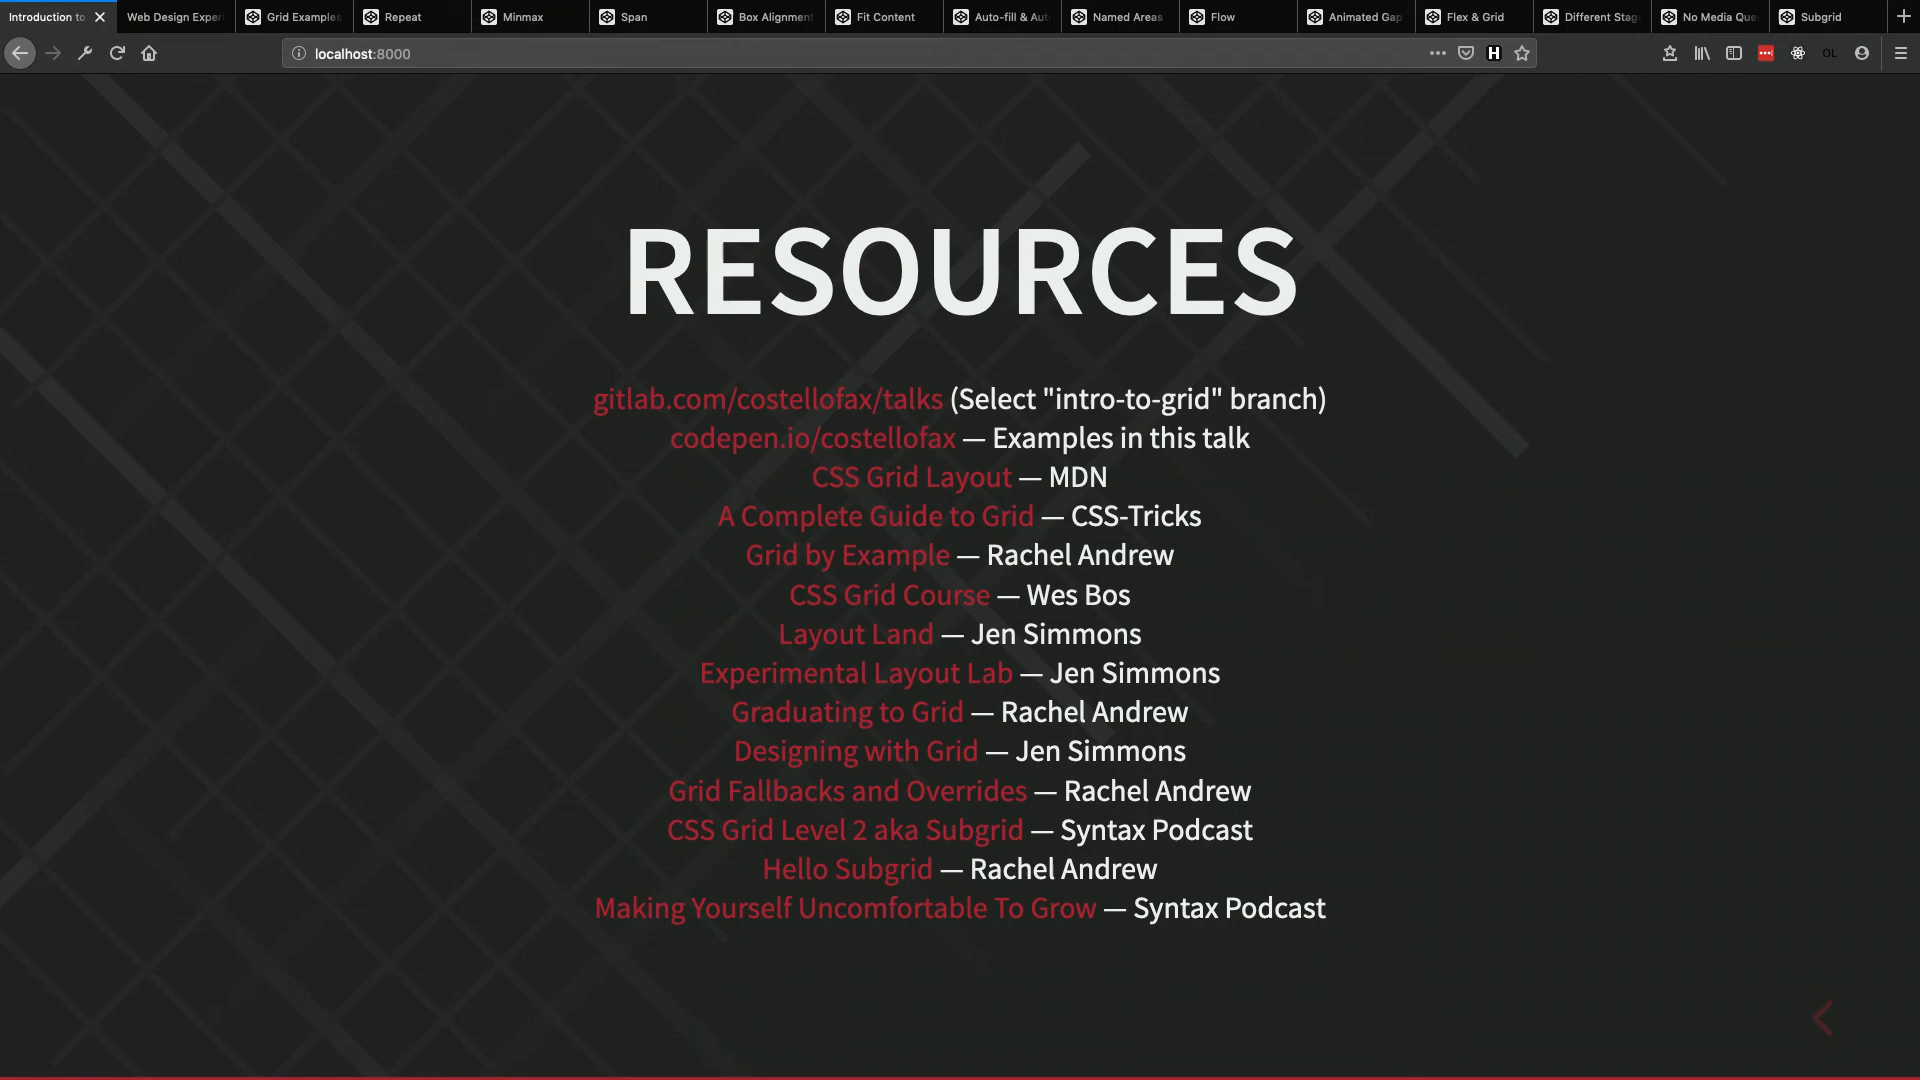 Introduction to
Web Design Exper
Grid Examples
Repeat
Minmax
Span
Box Alignment
Fit Content
Auto-fill & Aut
Named Areas
Flow
Animated Gap
Flex & Grid
Different Stag
No Media Que
Subgrid
localhost:8000
H
OL
RESOURCES
gitlab.com/costellofax/talks (Select "intro-to-grid" branch)
codepen.io/costellofax — Examples in this talk
CSS Grid Layout — MDN
A Complete Guide to Grid — CSS-Tricks
Grid by Example — Rachel Andrew
CSS Grid Course — Wes Bos
Layout Land — Jen Simmons
Experimental Layout Lab — Jen Simmons
Graduating to Grid — Rachel Andrew
Designing with Grid — Jen Simmons
Grid Fallbacks and Overrides — Rachel Andrew
CSS Grid Level 2 aka Subgrid — Syntax Podcast
Hello Subgrid — Rachel Andrew
Making Yourself Uncomfortable To Grow — Syntax Podcast